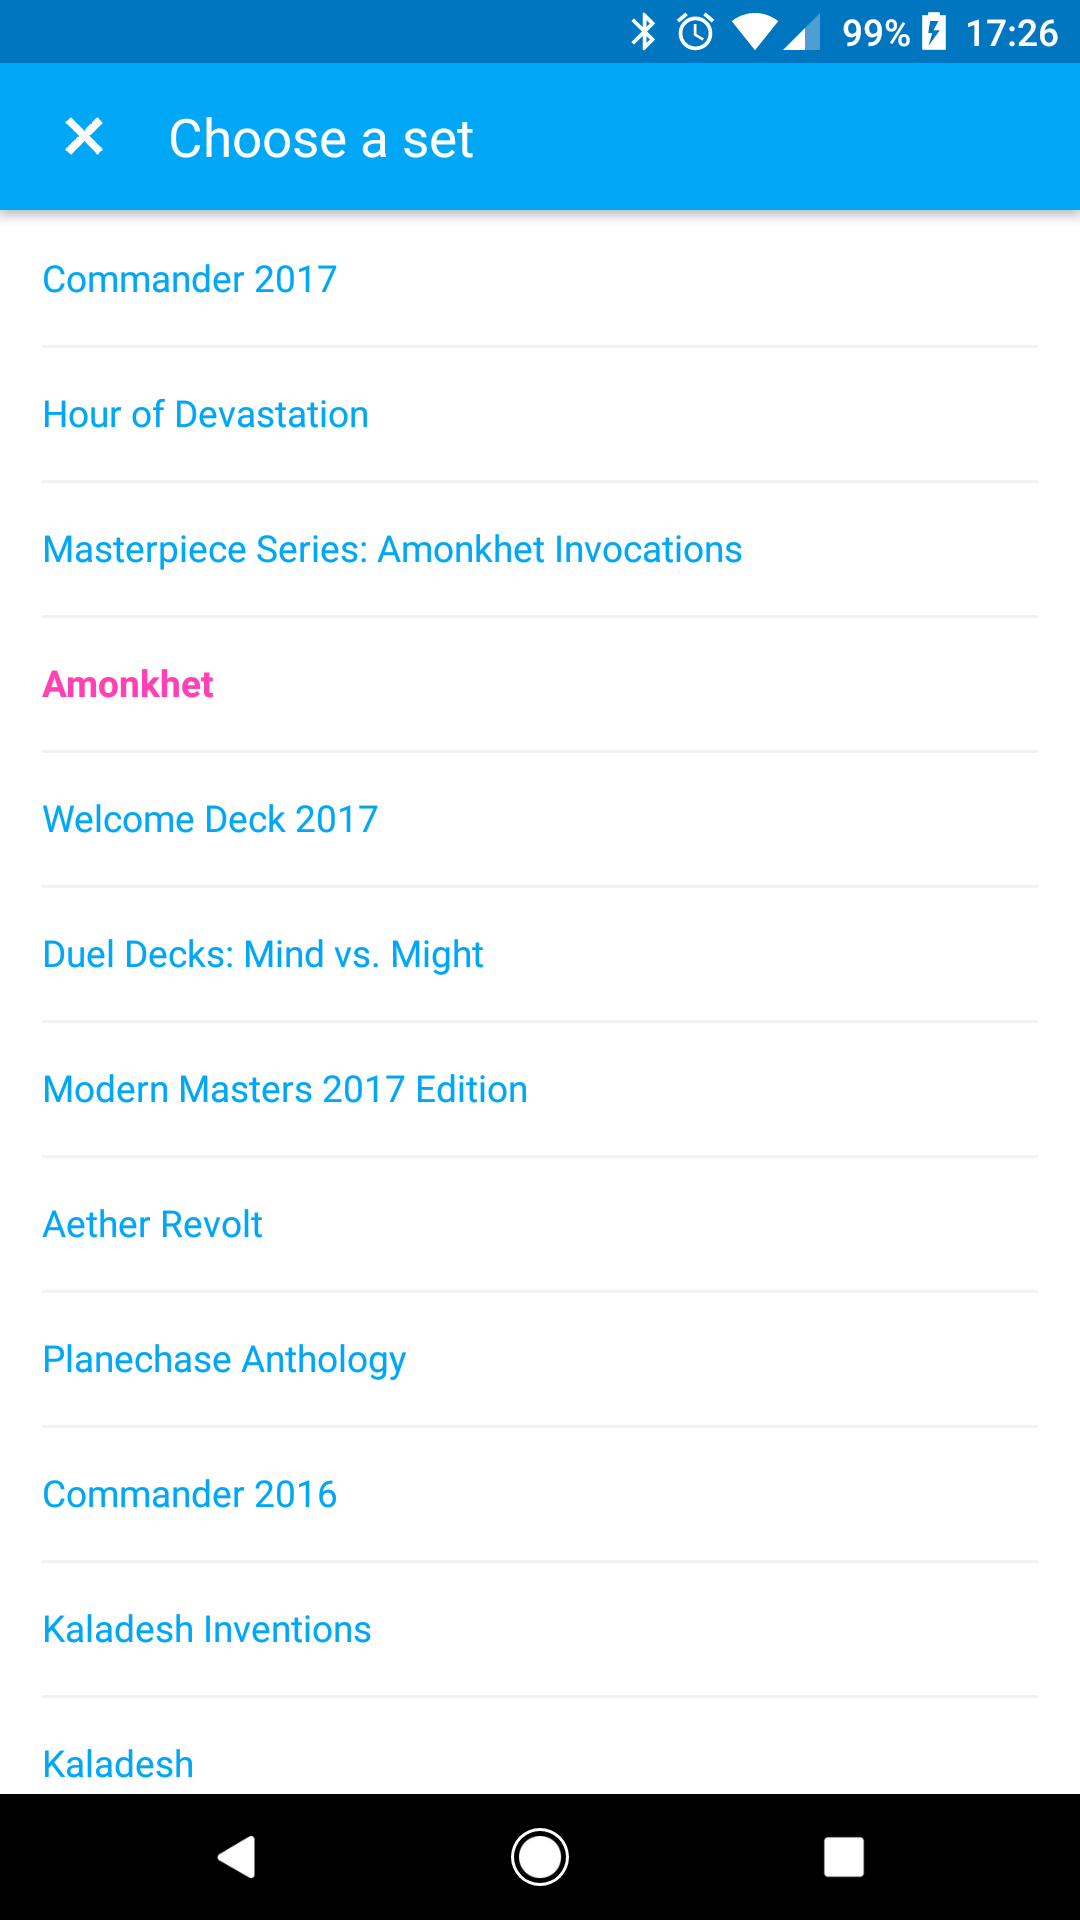 99% 17:26
Choose a set
Commander 2017
Hour of Devastation
Masterpiece Series: Amonkhet Invocations
Amonkhet
Welcome Deck 2017
Duel Decks: Mind vs. Might
Modern Masters 2017 Edition
Aether Revolt
Planechase Anthology
Commander 2016
Kaladesh Inventions
Kaladesh